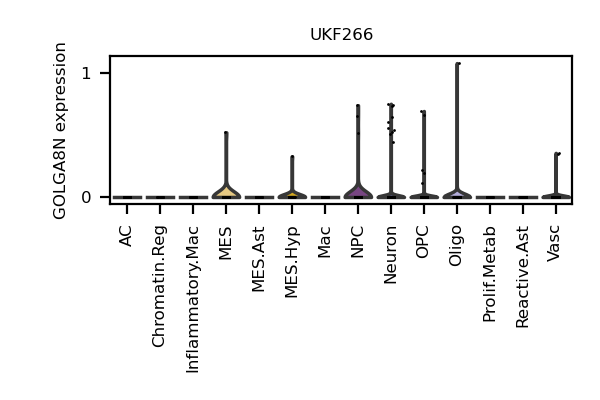 UKF266
GOLGA8N expression
1
0
AC
Chromatin.Reg
Inflammatory.Mac
MES
MES.Ast
MES.Hyp
Mac
NPC
Neuron
OPC
Oligo
Prolif.Metab
Reactive.Ast
Vasc